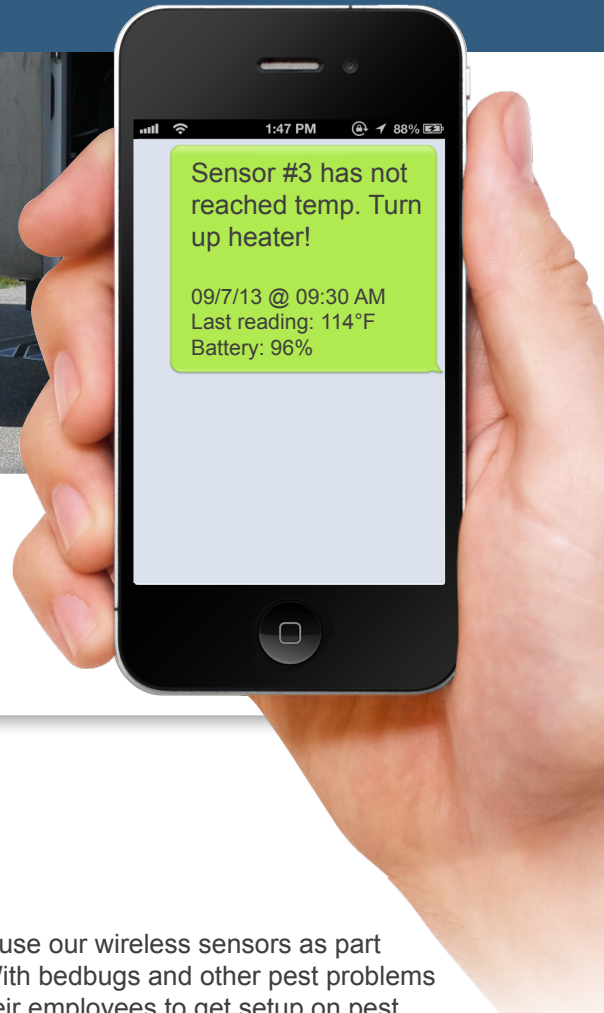 1:47 PM 88%
Sensor #3 has not
reached temp. Turn
up heater!
09/7/13 @ 09:30 AM
Last reading: 114°F
Battery: 96%
use our wireless sensors as part
With bedbugs and other pest problems
their employees to get setup on pest